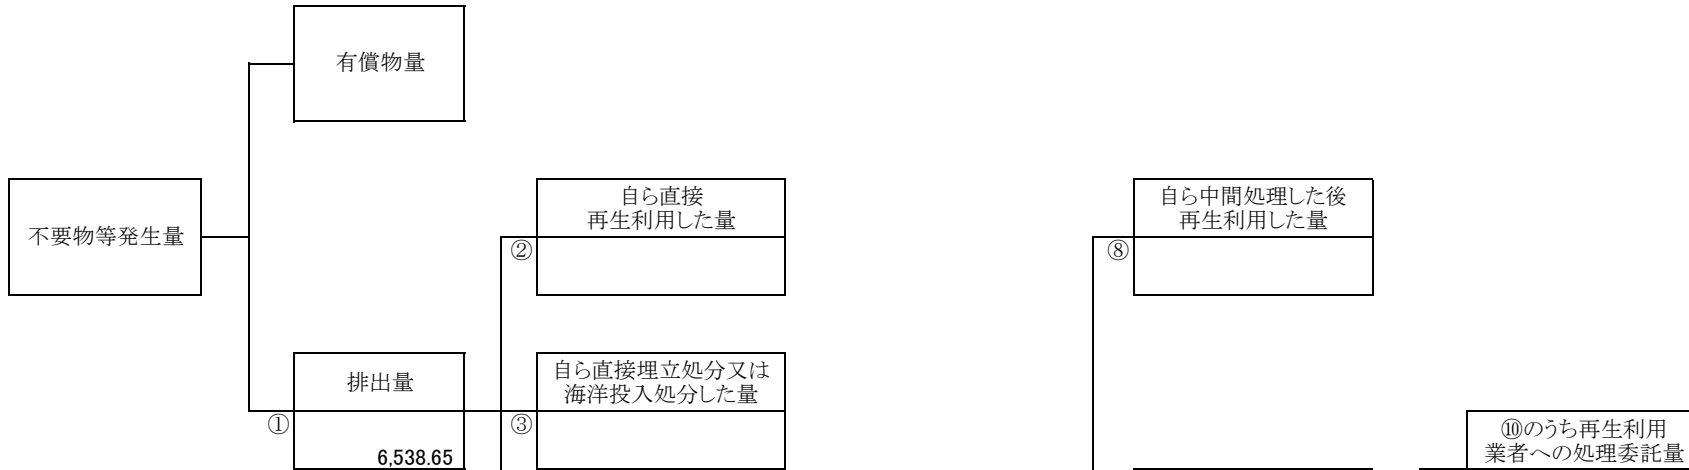 有償物量
不要物等発生量
自ら直接
再生利用した量
②
自ら中間処理した後
再生利用した量
⑧
排出量
①
6,538.65
自ら直接埋立処分又は
海洋投入処分した量
③
⑩のうち再生利用
業者への処理委託量